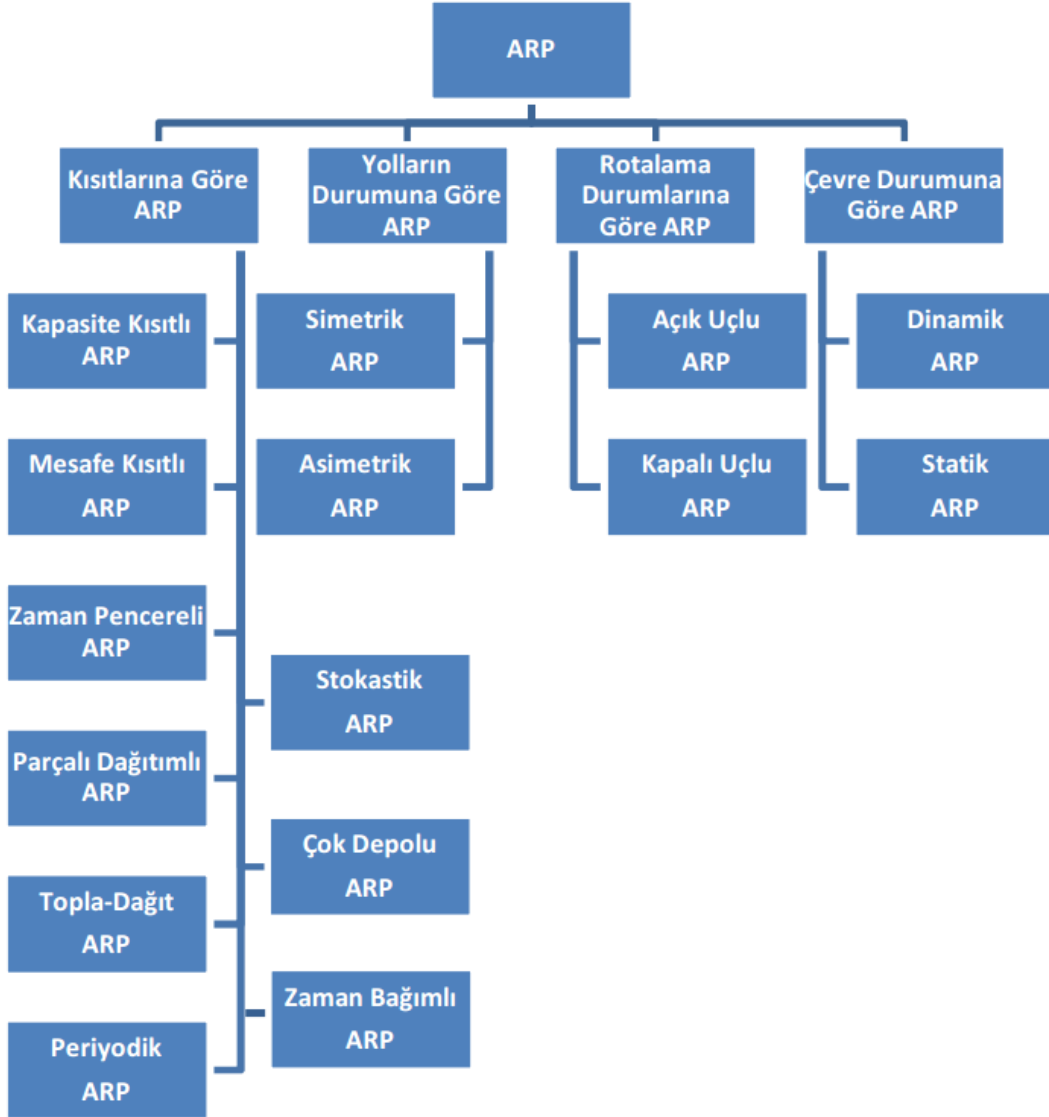 ARP
Kısıtlarına Göre
ARP
Yolların
Durumuna Göre
ARP
Rotalama
Durumlarına
Göre ARP
Çevre Durumuna
Göre ARP
Kapasite Kısıtlı
ARP
Mesafe Kısıtlı
ARP
Zaman Pencereli
ARP
Parçalı Dağıtımlı
ARP
Topla-Dağıt
ARP
Periyodik
ARP
Stokastik
ARP
Çok Depolu
ARP
Zaman Bağımlı
ARP
Simetrik
ARP
Asimetrik
ARP
Açık Uçlu
ARP
Kapalı Uçlu
ARP
Dinamik
ARP
Statik
ARP